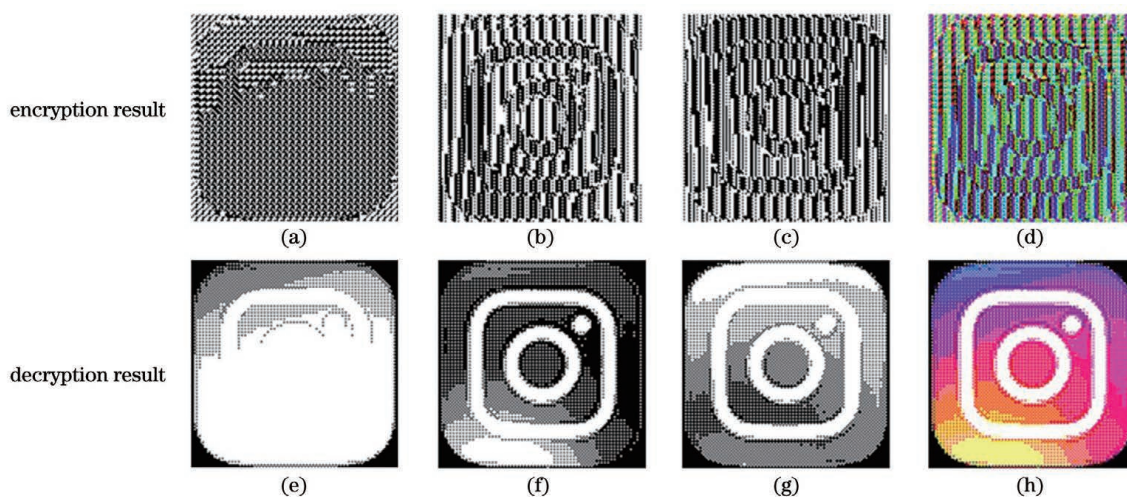 encryption result
(a) (b) (c) (d)
decryption result
(e) (f) (g) (h)